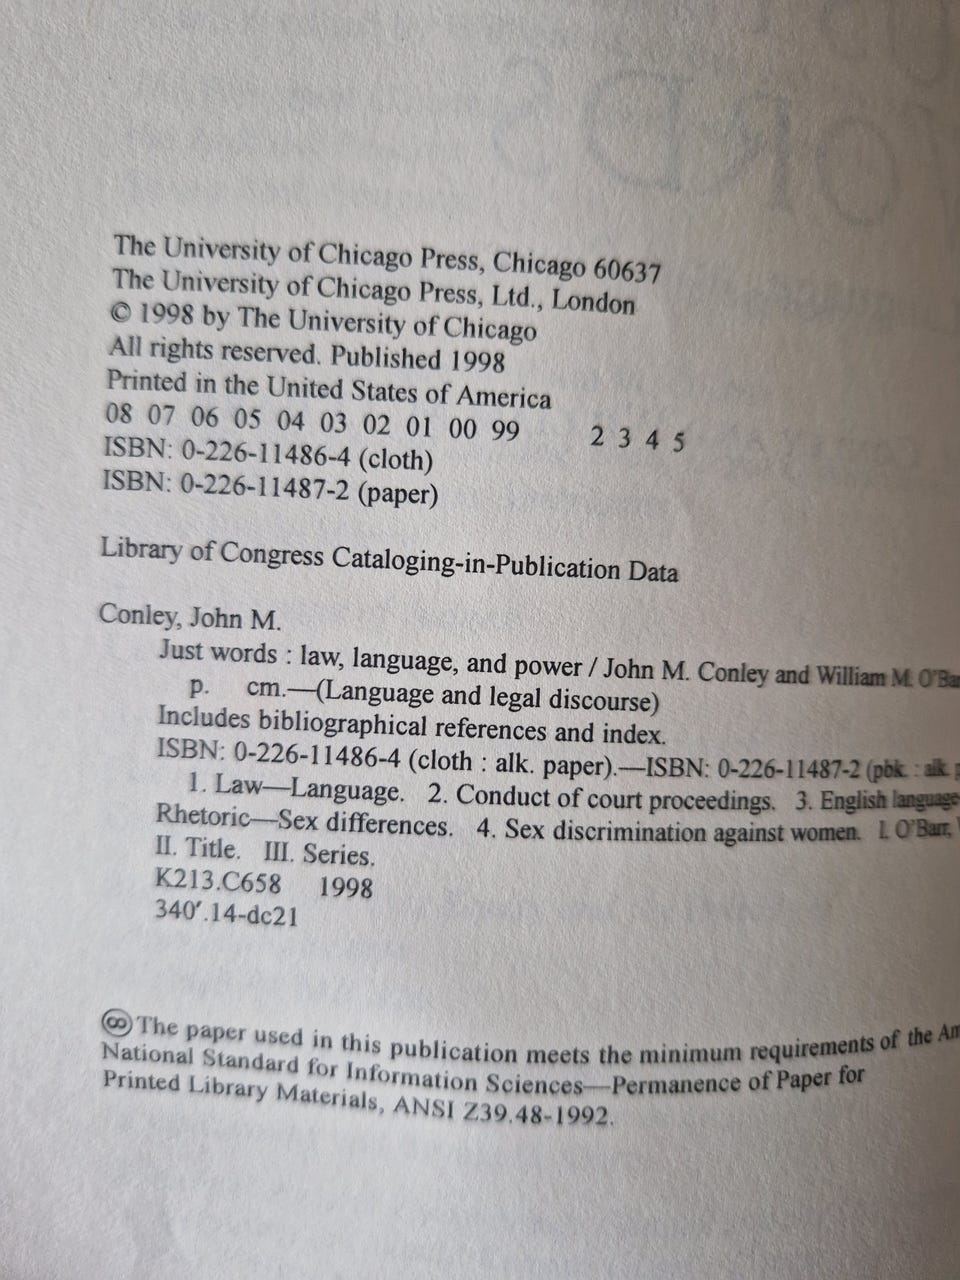 The University of Chicago Press, Chicago 60637
The University of Chicago Press, Ltd., London
© 1998 by The University of Chicago
All rights reserved. Published 1998
Printed in the United States of America
08 07 06 05 04 03 02 01 00 99 2 3 4 5
ISBN: 0-226-11486-4 (cloth)
ISBN: 0-226-11487-2 (paper)
Library of Congress Cataloging-in-Publication Data
Conley, John M.
Just words : law, language, and power / John M. Conley and William M. O'Bar
p. cm.—(Language and legal discourse)
Includes bibliographical references and index.
ISBN: 0-226-11486-4 (cloth : alk. paper).—ISBN: 0-226-11487-2 (pbk. : alk. p
1. Law—Language. 2. Conduct of court proceedings. 3. English language
Rhetoric—Sex differences. 4. Sex discrimination against women. I. O'Barr,
II. Title. III. Series.
K213.C658 1998
340′.14-dc21
♾ The paper used in this publication meets the minimum requirements of the Am
National Standard for Information Sciences—Permanence of Paper for
Printed Library Materials, ANSI Z39.48-1992.